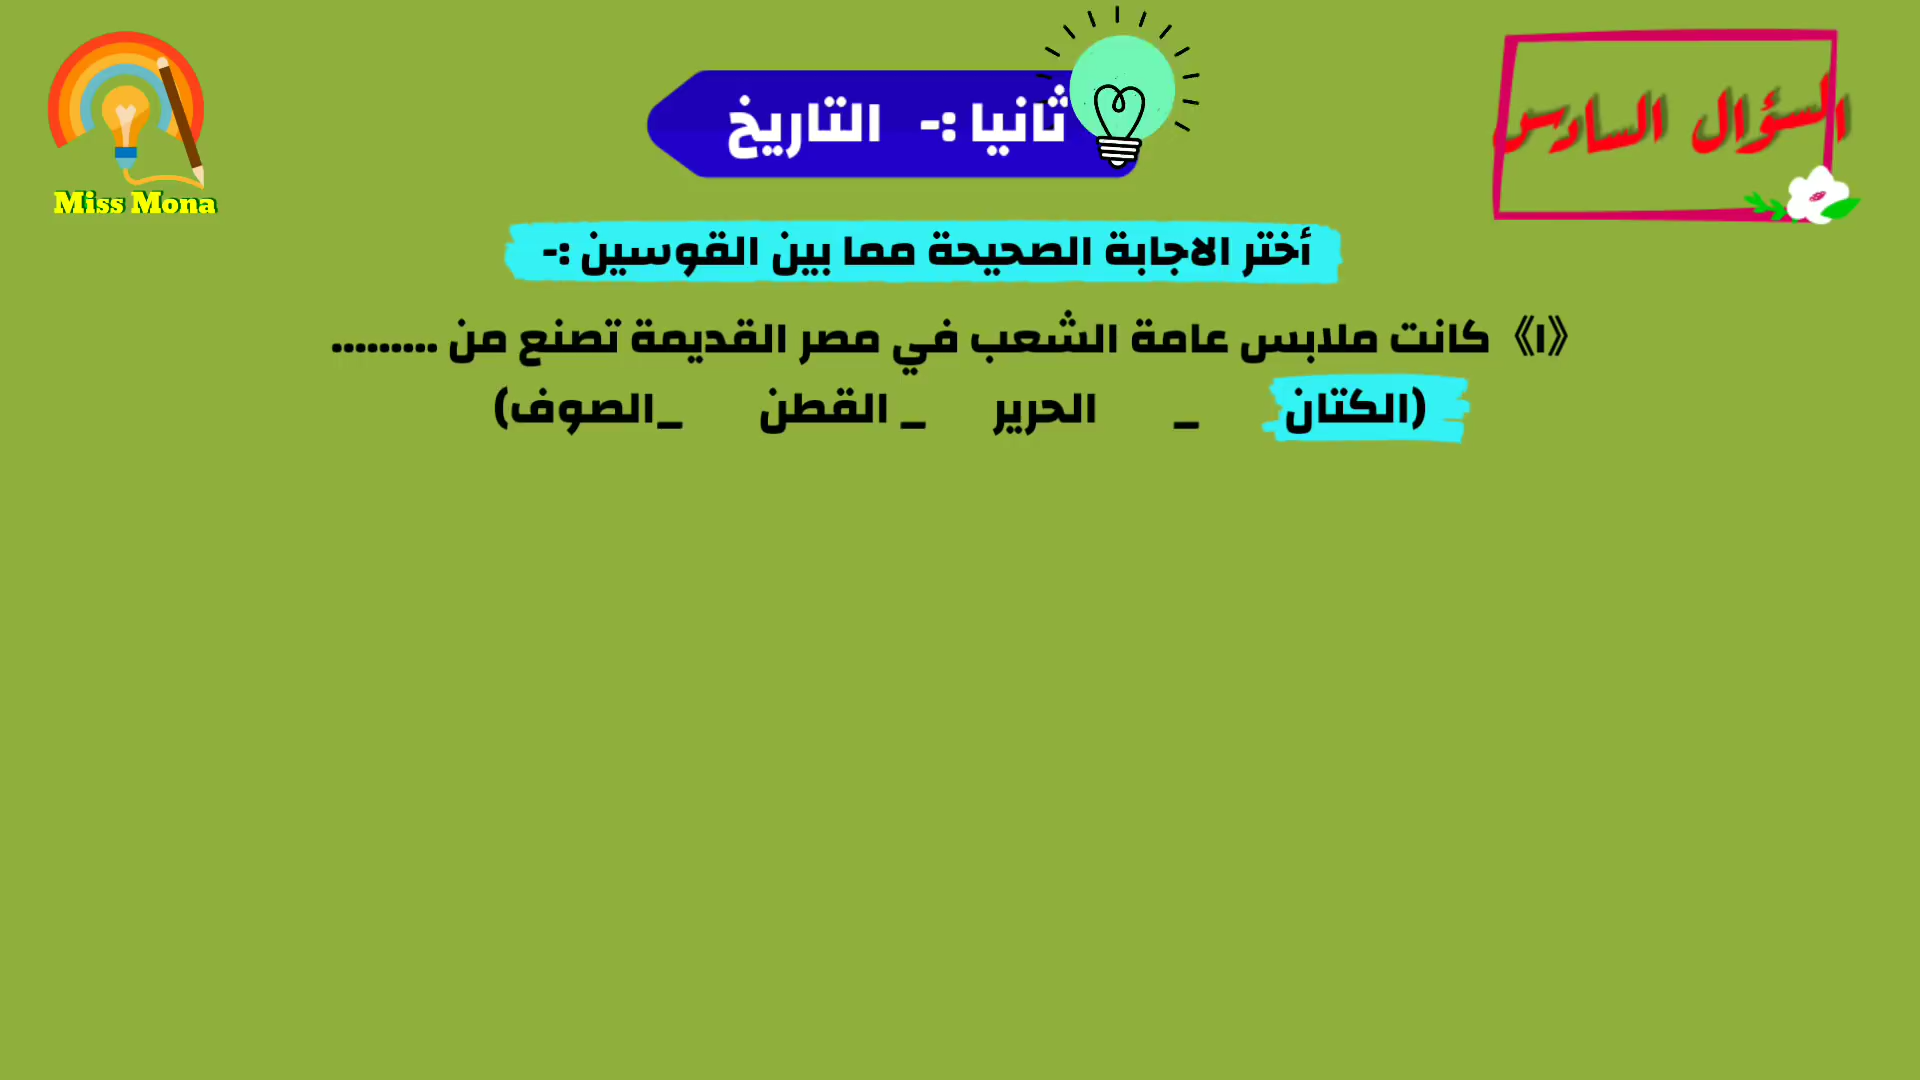 السؤال السادس
ثانيا :- التاريخ
Miss Mona
أختر الاجابة الصحيحة مما بين القوسين :-
《١》 كانت ملابس عامة الشعب في مصر القديمة تصنع من .........
(الكتان _ الحرير _ القطن _الصوف)